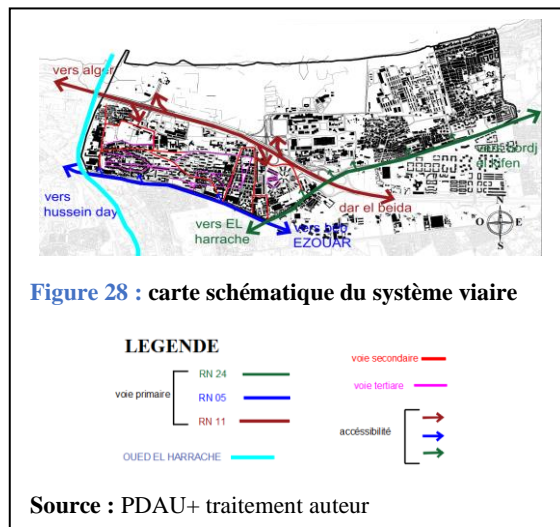 vers alger
vers bordj
el kifen
vers
hussein day
N
O E
S
vers EL
harrache
vers bab
EZOUAR
dar el beida
Figure 28 : carte schématique du système viaire
LEGENDE
voie primaire
RN 24
RN 05
RN 11
OUED EL HARRACHE
voie secondaire
voie tertiaire
accéssibilité
Source : PDAU+ traitement auteur